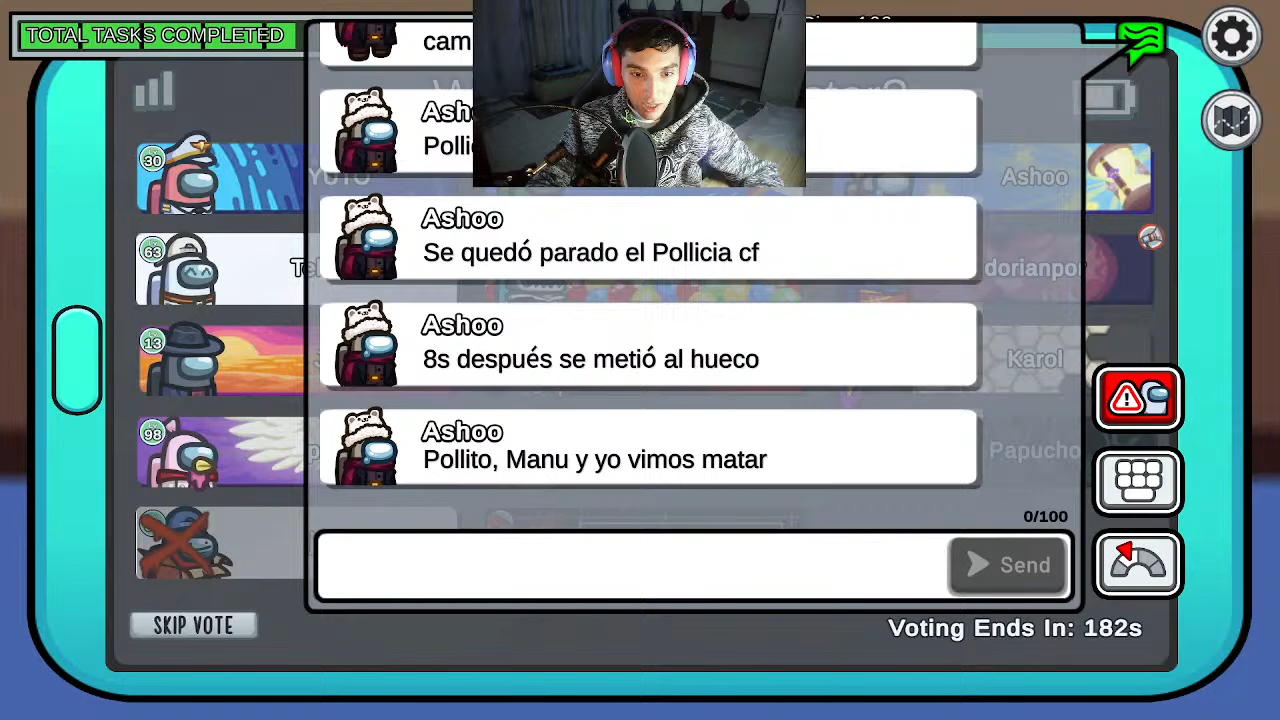 TOTAL TASKS COMPLETED
cam
Ashoo
Ashoo
Se quedó parado el Pollicia cf
Ashoo
8s después se metió al hueco
Ashoo
Pollito, Manu y yo vimos matar
0/100
Send
30
63
13
98
YUTO
Ashoo
dorianpor
Karol
Papucho
SKIP VOTE
Voting Ends In: 182s